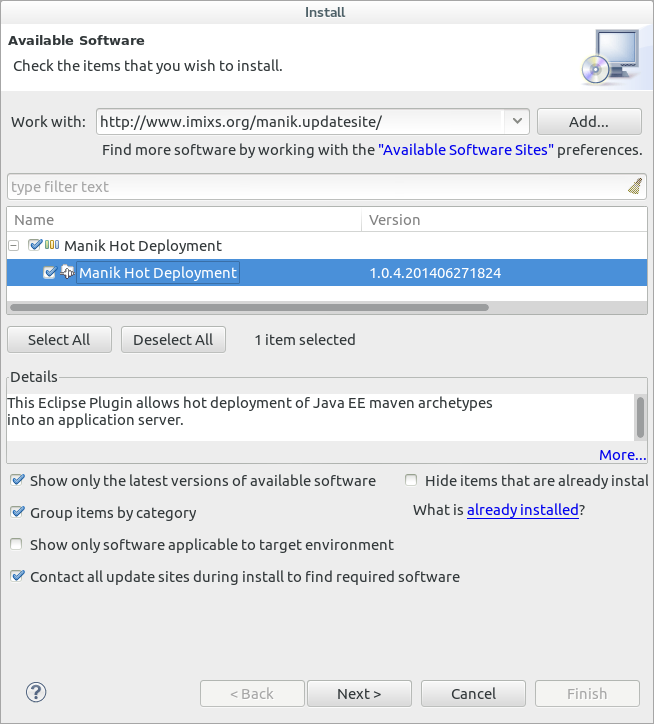 Install
Available Software
Check the items that you wish to install.
Work with: http://www.imixs.org/manik.updatesite/ Add...
Find more software by working with the "Available Software Sites" preferences.
type filter text
Name Version
Manik Hot Deployment
Manik Hot Deployment 1.0.4.201406271824
Select All Deselect All 1 item selected
Details
This Eclipse Plugin allows hot deployment of Java EE maven archetypes
into an application server.
More...
Show only the latest versions of available software Hide items that are already instal
Group items by category What is already installed?
Show only software applicable to target environment
Contact all update sites during install to find required software
? < Back Next > Cancel Finish